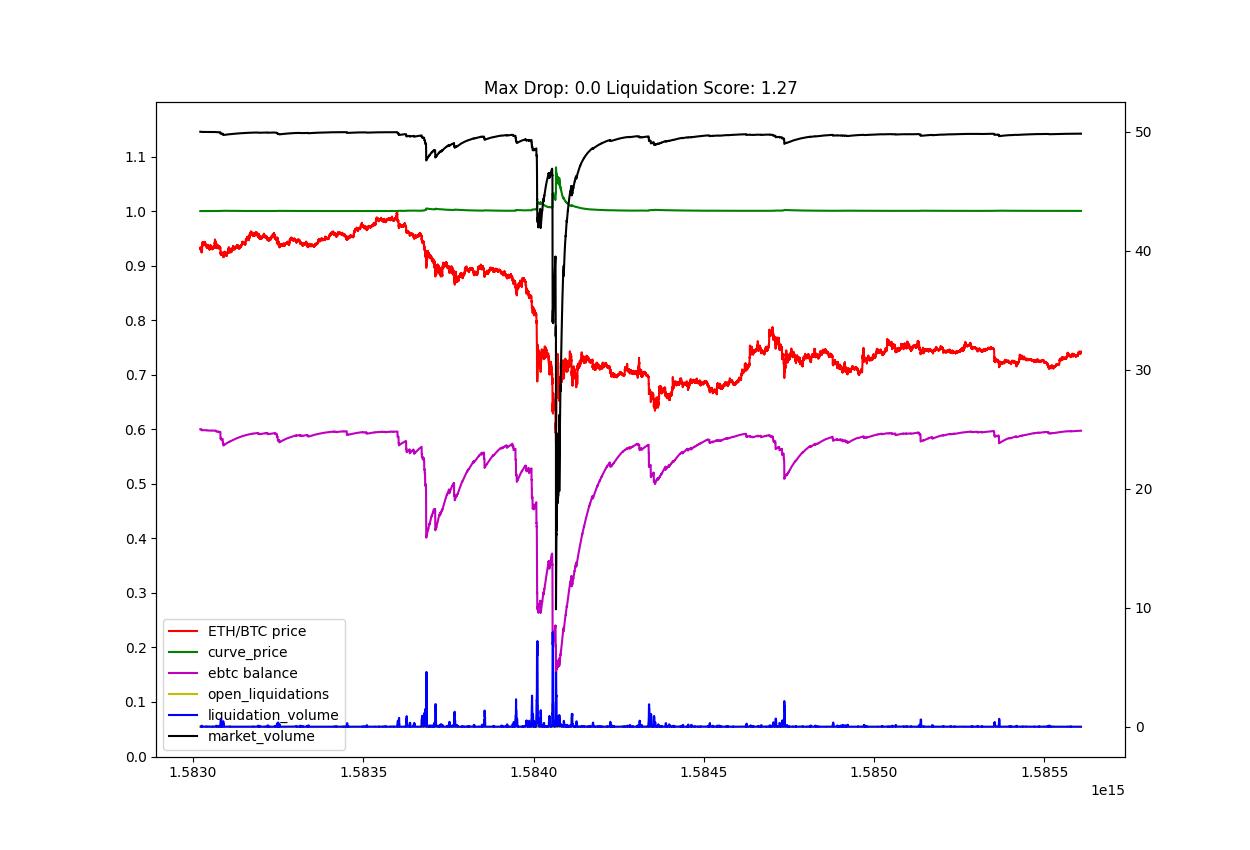 Max Drop: 0.0 Liquidation Score: 1.27
1.1
1.0
0.9
0.8
0.7
0.6
0.5
0.4
0.3
0.2
0.1
0.0
50
40
30
20
10
0
ETH/BTC price
curve_price
ebtc balance
open_liquidations
liquidation_volume
market_volume
1.5830 1.5835 1.5840 1.5845 1.5850 1.5855
1e15